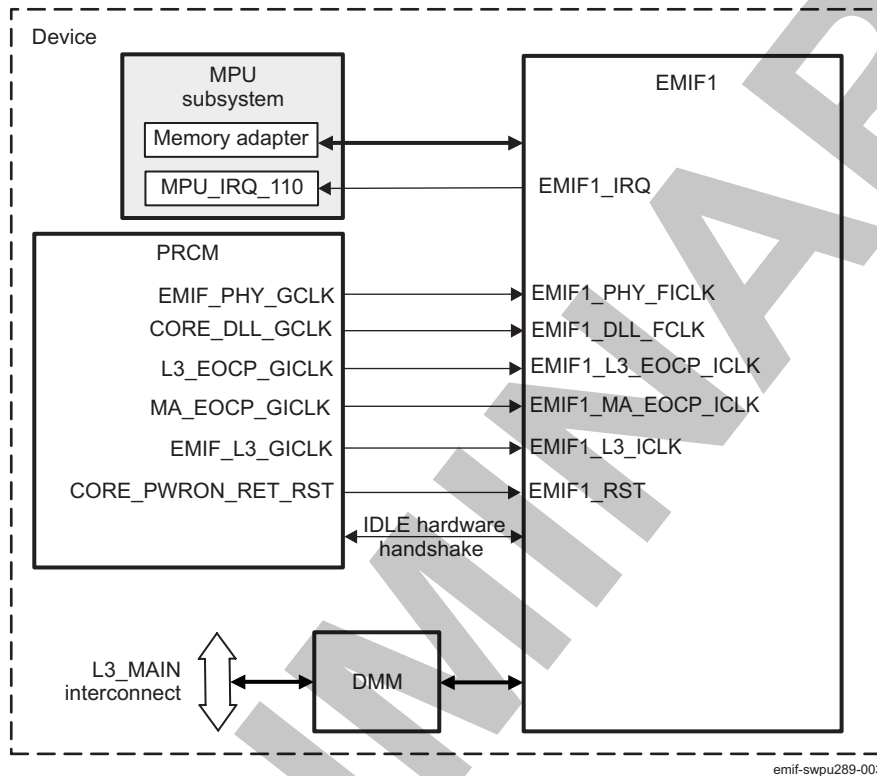 Device
MPU
subsystem
Memory adapter
MPU_IRQ_110
EMIF1
EMIF1_IRQ
PRCM
EMIF_PHY_GCLK
EMIF1_PHY_FICLK
CORE_DLL_GCLK
EMIF1_DLL_FCLK
L3_EOCP_GICLK
EMIF1_L3_EOCP_ICLK
MA_EOCP_GICLK
EMIF1_MA_EOCP_ICLK
EMIF_L3_GICLK
EMIF1_L3_ICLK
CORE_PWRON_RET_RST
EMIF1_RST
IDLE hardware
handshake
L3_MAIN
interconnect
DMM